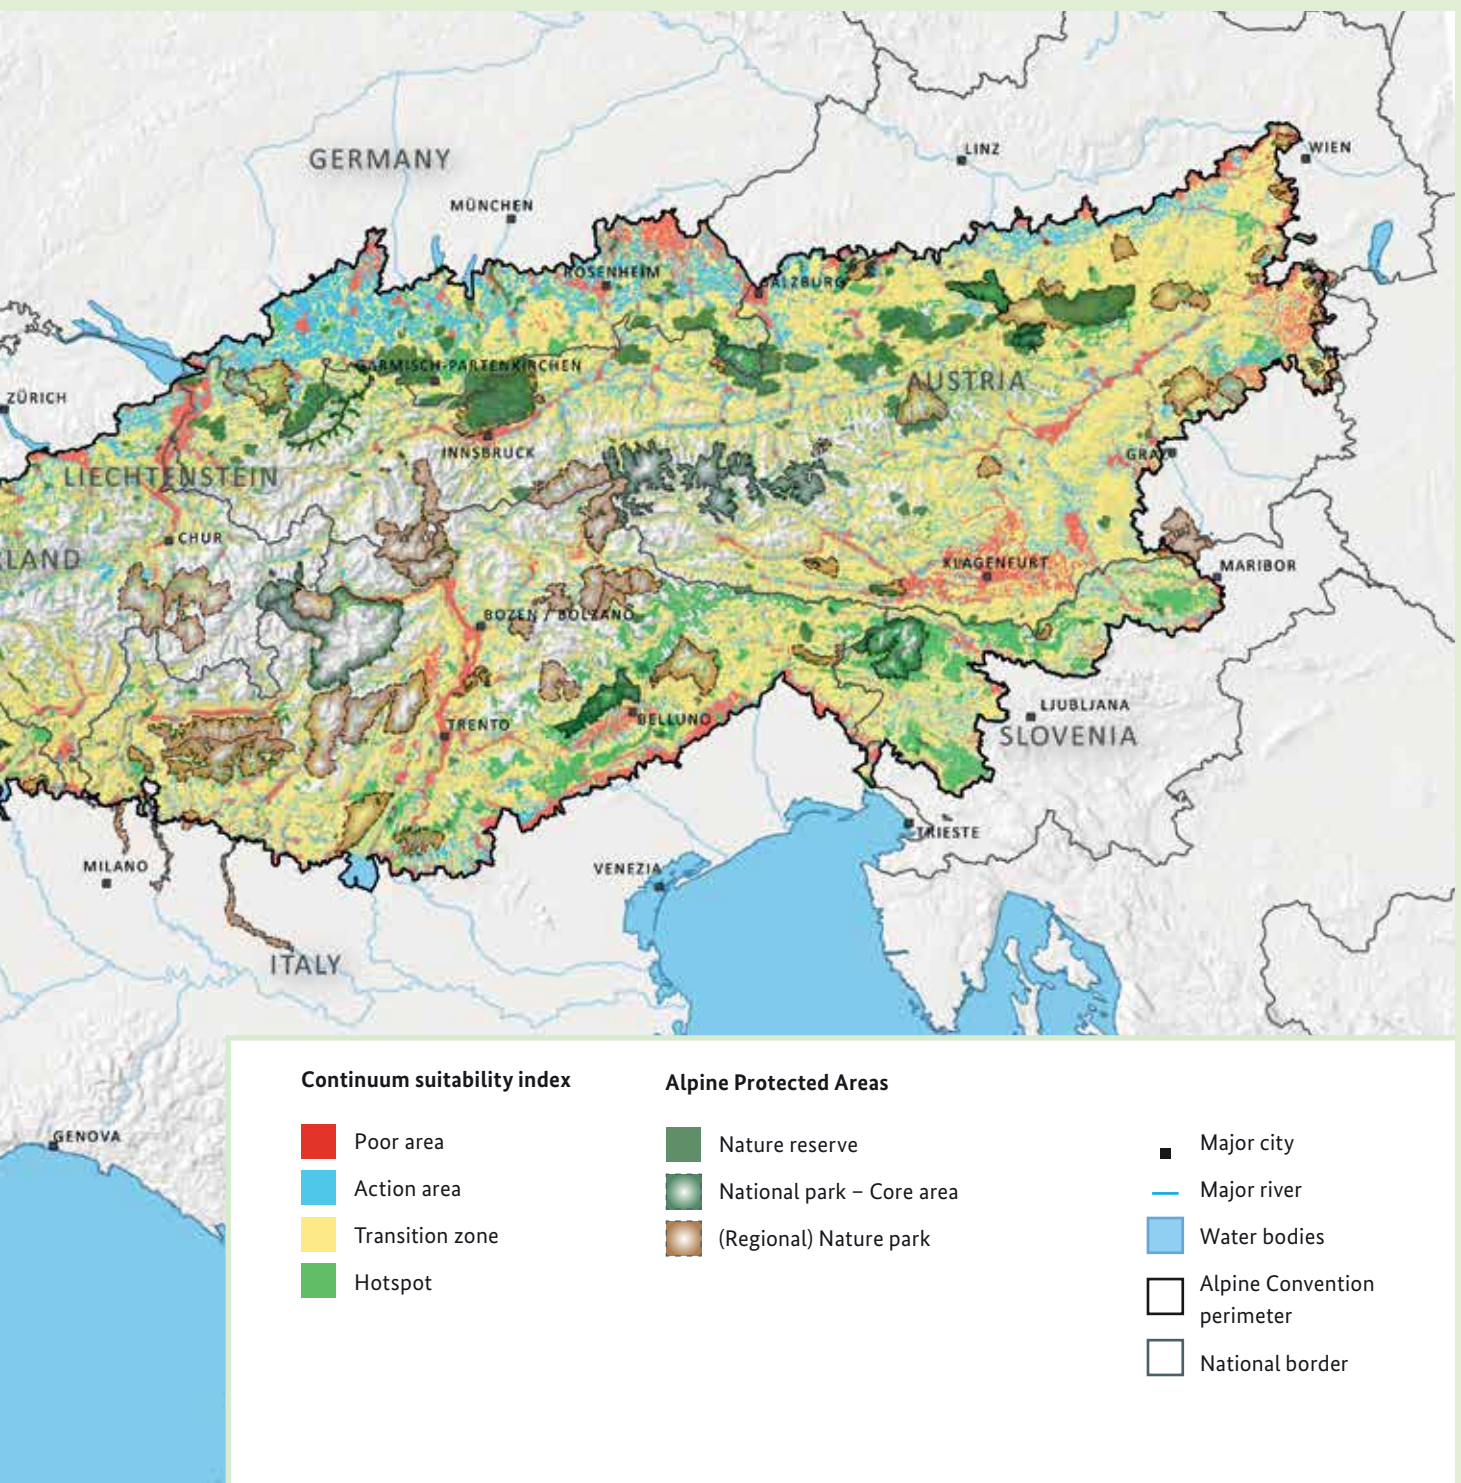 LINZ
WIEN
GERMANY
MÜNCHEN
ROSENHEIM
SALZBURG
GARMISCH-PARTENKIRCHEN
AUSTRIA
ZÜRICH
INNSBRUCK
GRAZ
LIECHTENSTEIN
CHUR
LAND
KLAGENFURT
MARIBOR
BOZEN / BOLZANO
LJUBLJANA
BELLUNO
TRENTO
SLOVENIA
TRIESTE
MILANO
VENEZIA
ITALY
GENOVA
Continuum suitability index
Poor area
Action area
Transition zone
Hotspot
Alpine Protected Areas
Nature reserve
National park – Core area
(Regional) Nature park
Major city
Major river
Water bodies
Alpine Convention
perimeter
National border